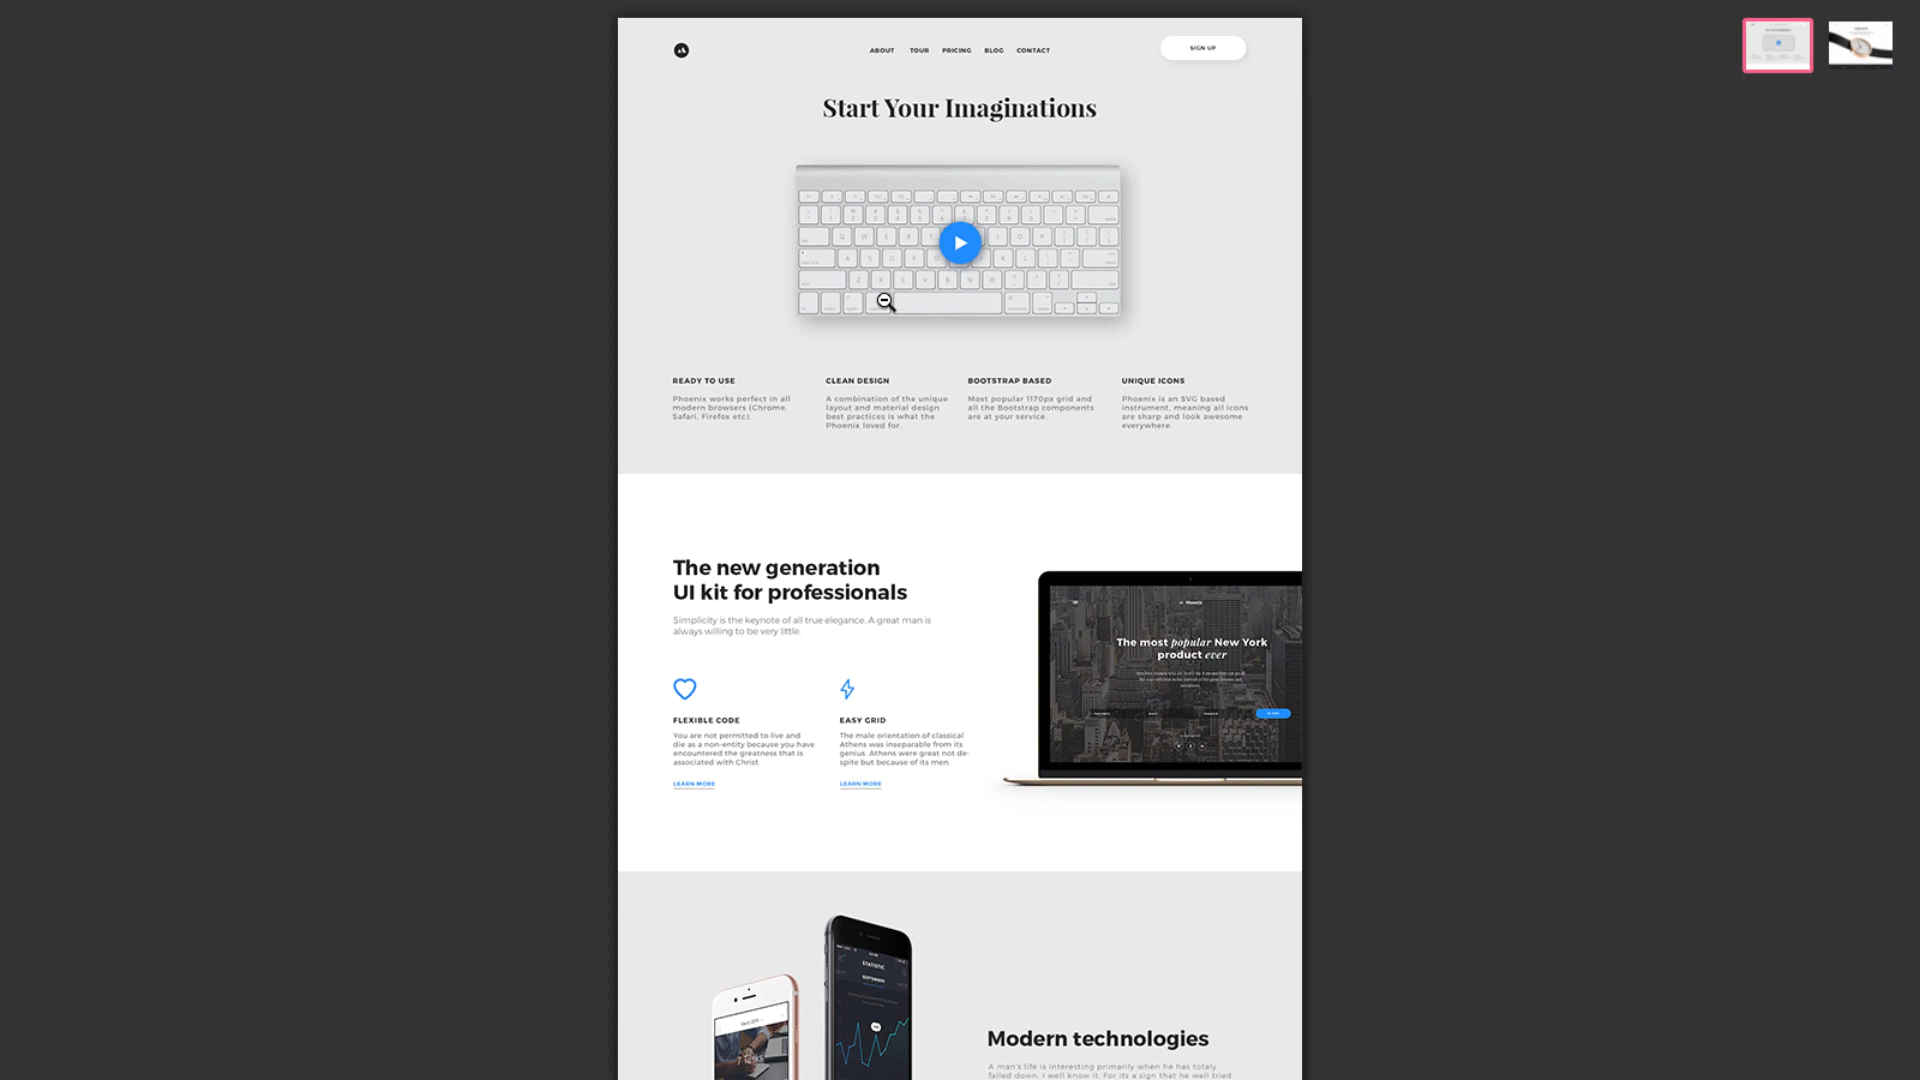 ABOUT TOUR PRICING BLOG CONTACT
SIGN UP
Start Your Imaginations
READY TO USE
Phoenix works perfect in all
modern browsers (Chrome,
Safari, Firefox etc).
CLEAN DESIGN
A combination of the unique
layout and material design
best practices is what the
Phoenix loved for.
BOOTSTRAP BASED
Most popular 1170px grid and
all the Bootstrap components
are at your service.
UNIQUE ICONS
Phoenix is an SVG based
instrument, meaning all icons
are sharp and look awesome
everywhere.
The new generation
UI kit for professionals
Simplicity is the keynote of all true elegance. A great man is
always willing to be very little.
FLEXIBLE CODE
You are not permitted to live and
die as a non-entity because you have
encountered the greatness that is
associated with Christ.
LEARN MORE
EASY GRID
The male orientation of classical
Athens was inseparable from its
genius. Athens were great not de-
spite but because of its men.
LEARN MORE
Phoenix
The most popular New York
product ever
STATISTIC
SEPTEMBER
7 Tasks
Modern technologies
A man's life is interesting primarily when he has totaly
failed down. I well know it. For its a sign that he well tried